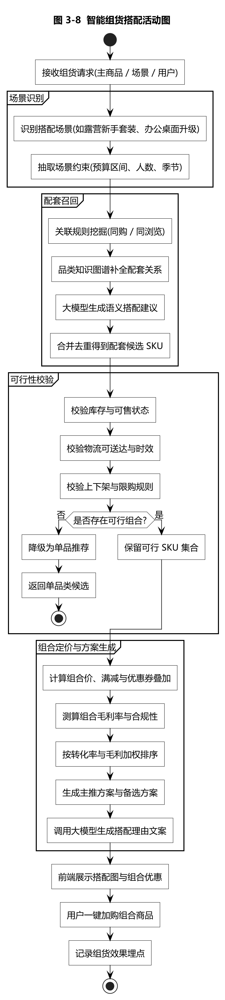 图 3-8 智能组货搭配活动图
接收组货请求(主商品 / 场景 / 用户)
场景识别
识别搭配场景(如露营新手套装、办公桌面升级)
抽取场景约束(预算区间、人数、季节)
配套召回
关联规则挖掘(同购 / 同浏览)
品类知识图谱补全配套关系
大模型生成语义搭配建议
合并去重得到配套候选 SKU
可行性校验
校验库存与可售状态
校验物流可送达与时效
校验上下架与限购规则
否
是否存在可行组合?
是
降级为单品推荐
保留可行 SKU 集合
返回单品类候选
组合定价与方案生成
计算组合价、满减与优惠券叠加
测算组合毛利率与合规性
按转化率与毛利加权排序
生成主推方案与备选方案
调用大模型生成搭配理由文案
前端展示搭配图与组合优惠
用户一键加购组合商品
记录组货效果埋点